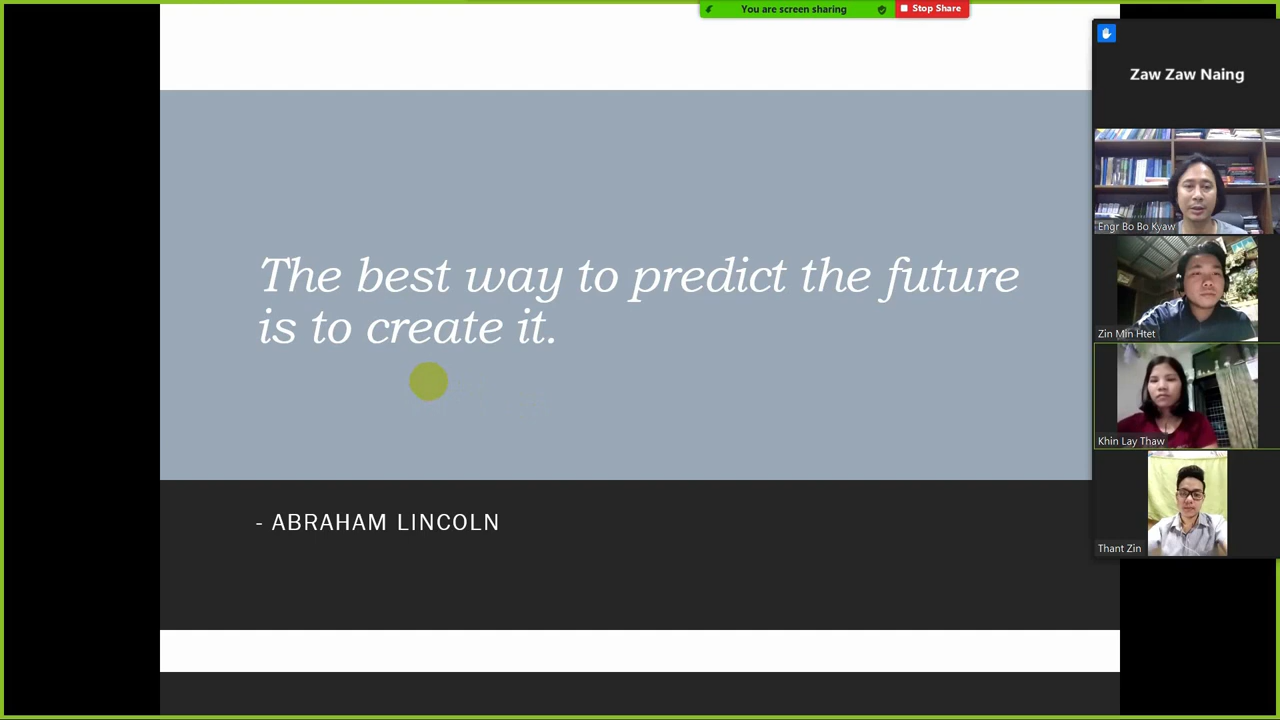 You are screen sharing
Stop Share
Zaw Zaw Naing
Engr Bo Bo Kyaw
The best way to predict the future
is to create it.
Zin Min Htet
Khin Lay Thaw
- ABRAHAM LINCOLN
Thant Zin